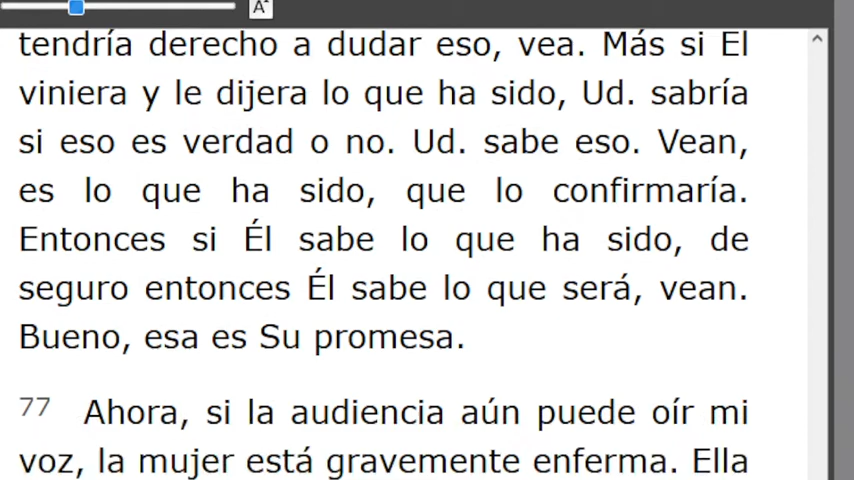 A
tendría derecho a dudar eso, vea. Más si Él
viniera y le dijera lo que ha sido, Ud. sabría
si eso es verdad o no. Ud. sabe eso. Vean,
es lo que ha sido, que lo confirmaría.
Entonces si Él sabe lo que ha sido, de
seguro entonces Él sabe lo que será, vean.
Bueno, esa es Su promesa.
77 Ahora, si la audiencia aún puede oír mi
voz, la mujer está gravemente enferma. Ella